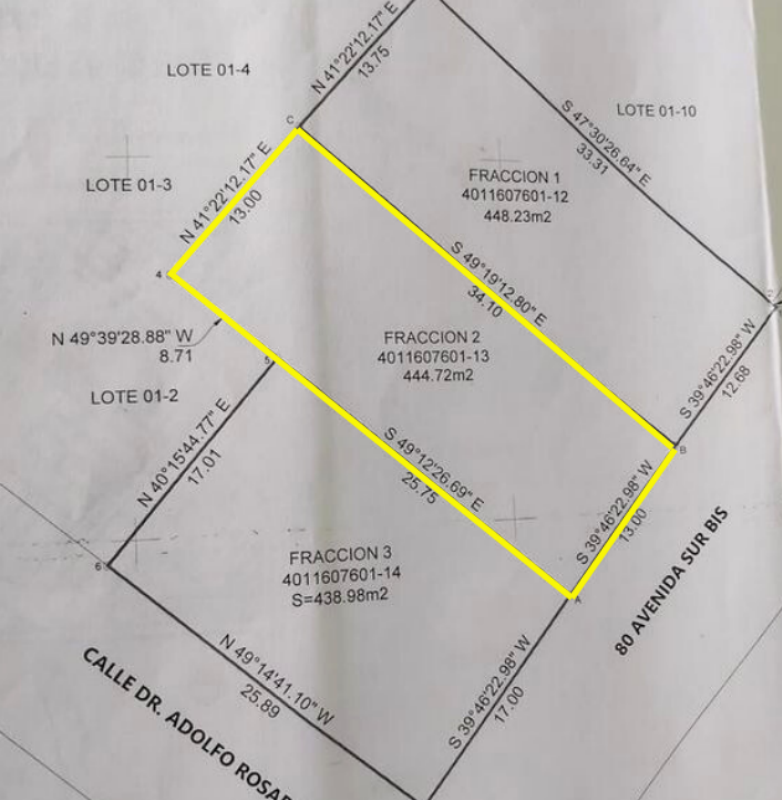 N 41°22'12.17" E
13.75
LOTE 01-4
LOTE 01-10
S 47°30'26.64" E
33.31
C
LOTE 01-3
N 41°22'12.17" E
13.00
FRACCION 1
4011607601-12
448.23m2
4
S 49°19'12.80" E
34.10
N 49°39'28.88" W
8.71
FRACCION 2
4011607601-13
444.72m2
S 39°46'22.98" W
12.68
5
LOTE 01-2
N 40°15'44.77" E
17.01
S 49°12'26.69" E
25.75
B
S 39°46'22.98" W
13.00
80 AVENIDA SUR BIS
6
FRACCION 3
4011607601-14
S=438.98m2
A
N 49°14'41.10" W
25.89
S 39°46'22.98" W
17.00
CALLE DR. ADOLFO